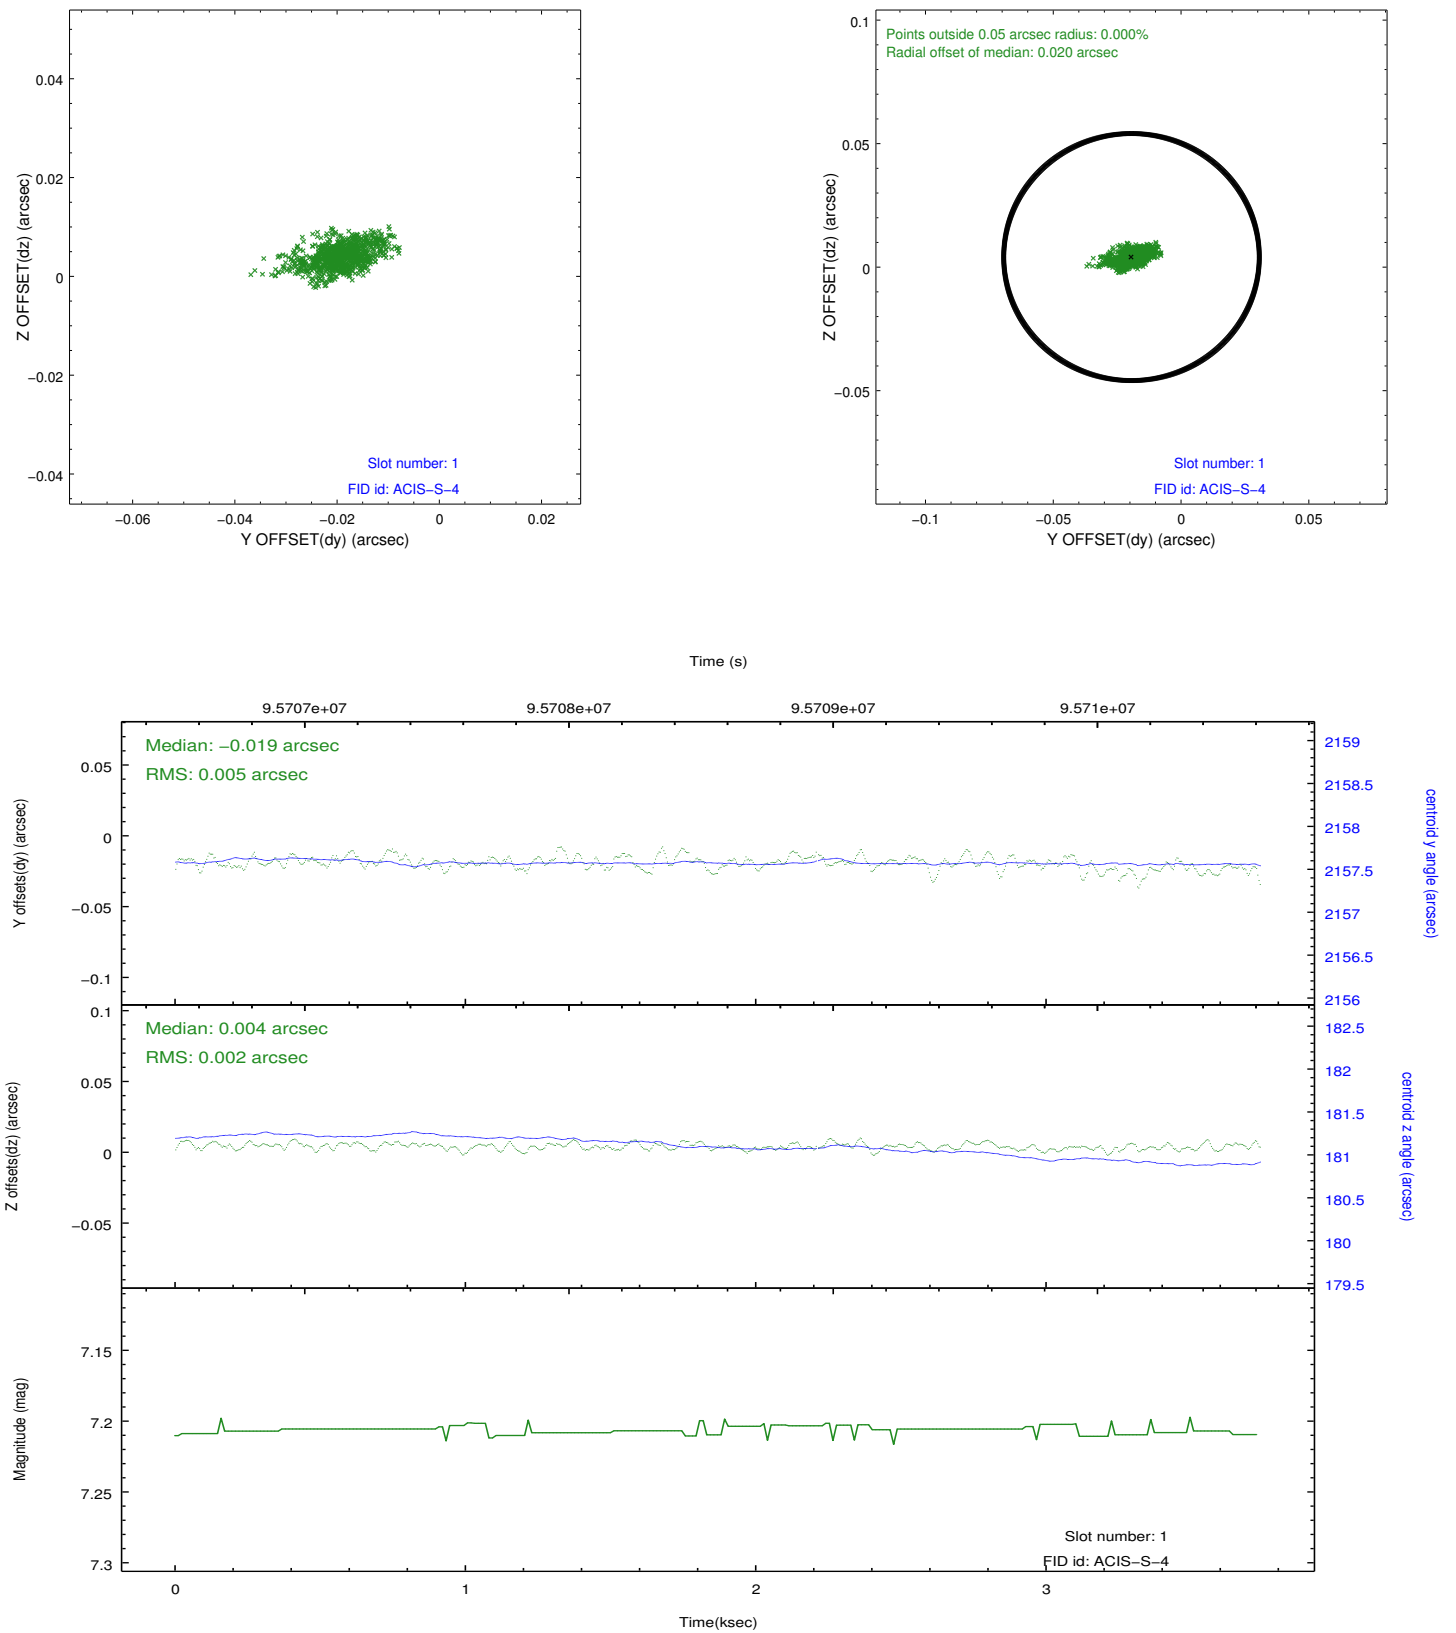 0.04
0.02
0
−0.02
−0.04
Z OFFSET(dz) (arcsec)
Slot number: 1
FID id: ACIS−S−4
−0.06
−0.04
−0.02
0
0.02
Y OFFSET(dy) (arcsec)
Points outside 0.05 arcsec radius: 0.000%
Radial offset of median: 0.020 arcsec
0.1
0.05
0
−0.05
Z OFFSET(dz) (arcsec)
Slot number: 1
FID id: ACIS−S−4
−0.1
−0.05
0
0.05
Y OFFSET(dy) (arcsec)
Time (s)
9.5707e+07
9.5708e+07
9.5709e+07
9.571e+07
Median: −0.019 arcsec
RMS: 0.005 arcsec
0.05
0
−0.05
−0.1
Y offsets(dy) (arcsec)
2159
2158.5
2158
2157.5
2157
2156.5
2156
centroid y angle (arcsec)
Median: 0.004 arcsec
RMS: 0.002 arcsec
0.1
0.05
0
−0.05
Z offsets(dz) (arcsec)
182.5
182
181.5
181
180.5
180
179.5
centroid z angle (arcsec)
7.15
7.2
7.25
7.3
Magnitude (mag)
Slot number: 1
FID id: ACIS−S−4
0
1
2
3
Time(ksec)